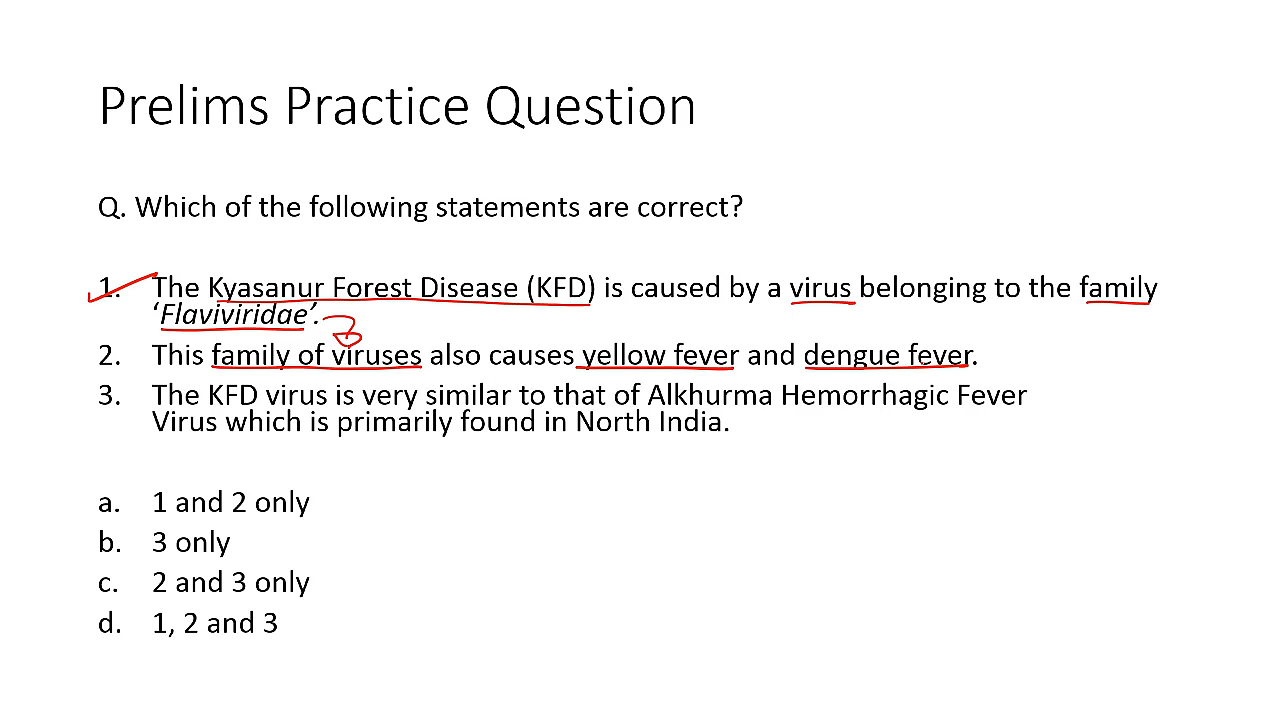 Prelims Practice Question
Q. Which of the following statements are correct?
1. The Kyasanur Forest Disease (KFD) is caused by a virus belonging to the family
‘Flaviviridae’.
2. This family of viruses also causes yellow fever and dengue fever.
3. The KFD virus is very similar to that of Alkhurma Hemorrhagic Fever
Virus which is primarily found in North India.
a. 1 and 2 only
b. 3 only
c. 2 and 3 only
d. 1, 2 and 3